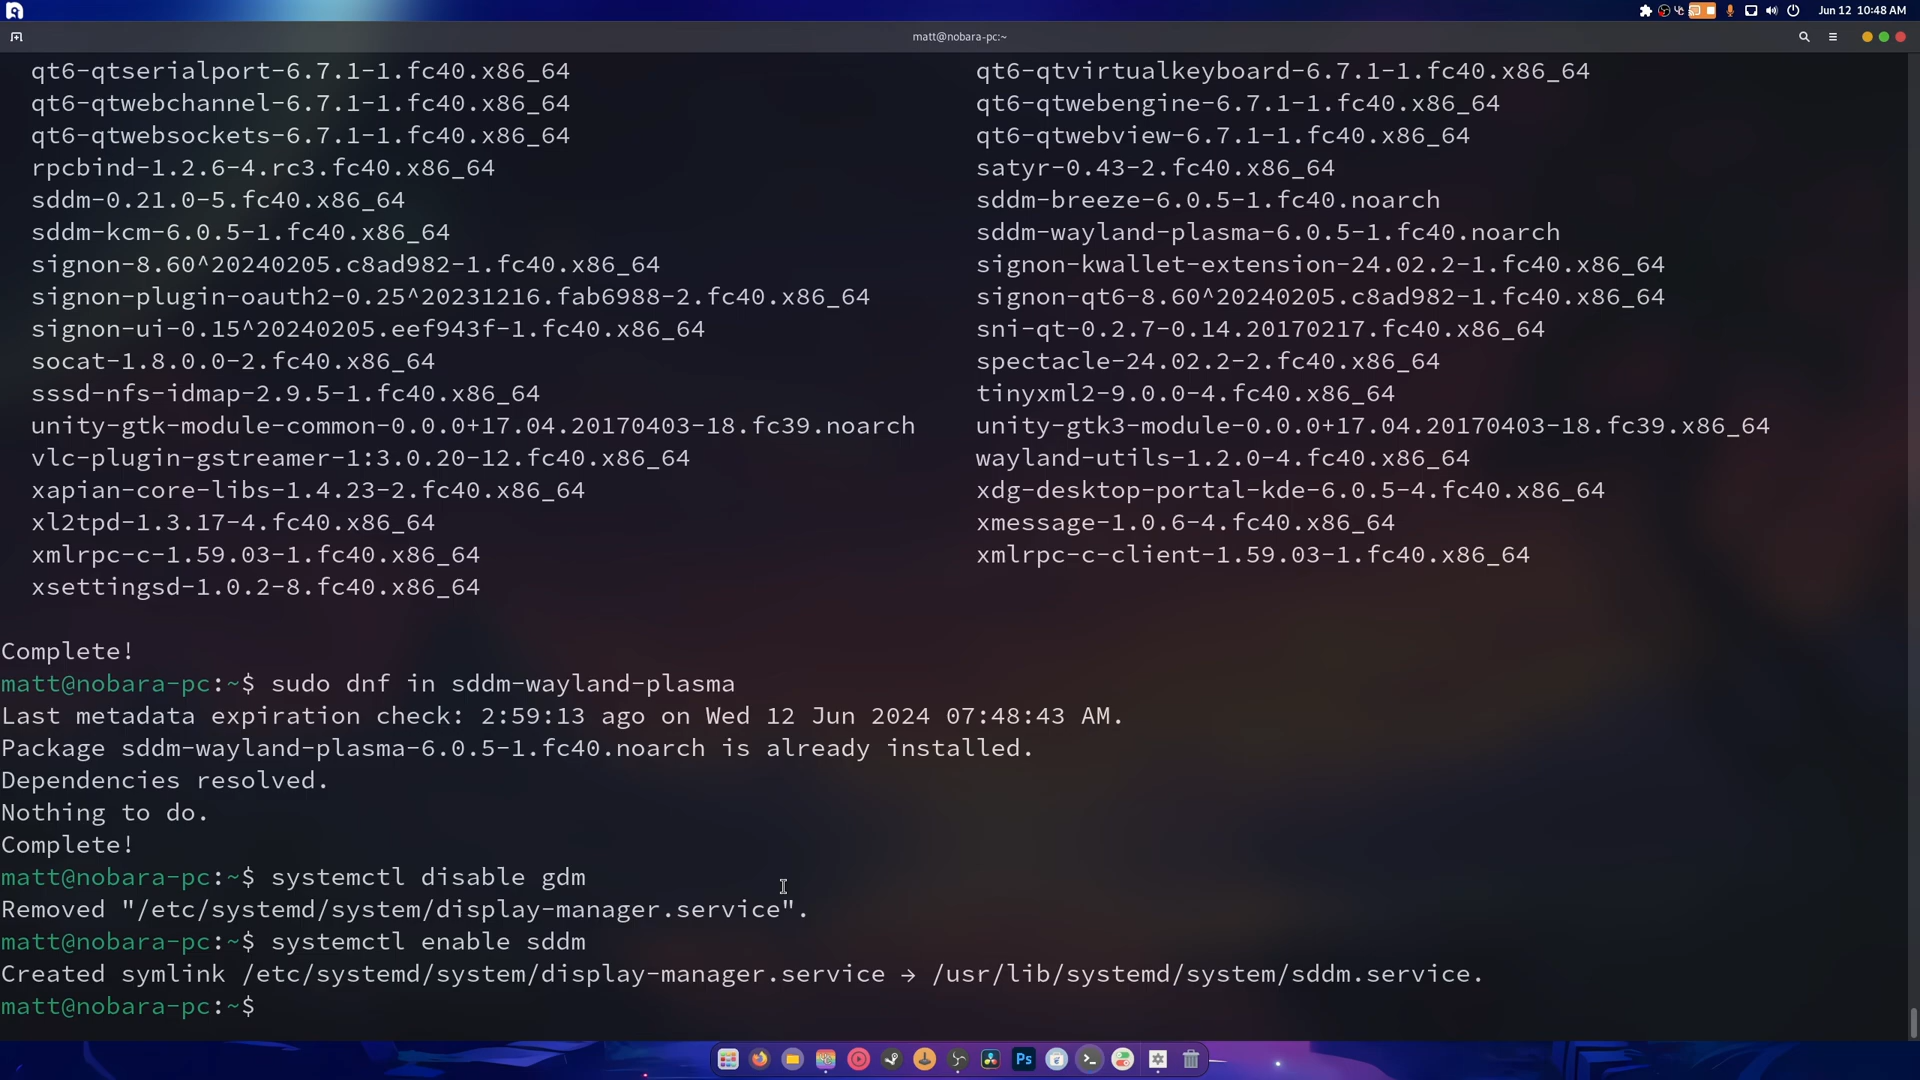 Jun 12 10:48 AM
matt@nobara-pc:~
qt6-qtserialport-6.7.1-1.fc40.x86_64 qt6-qtvirtualkeyboard-6.7.1-1.fc40.x86_64
qt6-qtwebchannel-6.7.1-1.fc40.x86_64 qt6-qtwebengine-6.7.1-1.fc40.x86_64
qt6-qtwebsockets-6.7.1-1.fc40.x86_64 qt6-qtwebview-6.7.1-1.fc40.x86_64
rpcbind-1.2.6-4.rc3.fc40.x86_64 satyr-0.43-2.fc40.x86_64
sddm-0.21.0-5.fc40.x86_64 sddm-breeze-6.0.5-1.fc40.noarch
sddm-kcm-6.0.5-1.fc40.x86_64 sddm-wayland-plasma-6.0.5-1.fc40.noarch
signon-8.60^20240205.c8ad982-1.fc40.x86_64 signon-kwallet-extension-24.02.2-1.fc40.x86_64
signon-plugin-oauth2-0.25^20231216.fab6988-2.fc40.x86_64 signon-qt6-8.60^20240205.c8ad982-1.fc40.x86_64
signon-ui-0.15^20240205.eef943f-1.fc40.x86_64 sni-qt-0.2.7-0.14.20170217.fc40.x86_64
socat-1.8.0.0-2.fc40.x86_64 spectacle-24.02.2-2.fc40.x86_64
sssd-nfs-idmap-2.9.5-1.fc40.x86_64 tinyxml2-9.0.0-4.fc40.x86_64
unity-gtk-module-common-0.0.0+17.04.20170403-18.fc39.noarch unity-gtk3-module-0.0.0+17.04.20170403-18.fc39.x86_64
vlc-plugin-gstreamer-1:3.0.20-12.fc40.x86_64 wayland-utils-1.2.0-4.fc40.x86_64
xapian-core-libs-1.4.23-2.fc40.x86_64 xdg-desktop-portal-kde-6.0.5-4.fc40.x86_64
xl2tpd-1.3.17-4.fc40.x86_64 xmessage-1.0.6-4.fc40.x86_64
xmlrpc-c-1.59.03-1.fc40.x86_64 xmlrpc-c-client-1.59.03-1.fc40.x86_64
xsettingsd-1.0.2-8.fc40.x86_64
Complete!
matt@nobara-pc:~$ sudo dnf in sddm-wayland-plasma
Last metadata expiration check: 2:59:13 ago on Wed 12 Jun 2024 07:48:43 AM.
Package sddm-wayland-plasma-6.0.5-1.fc40.noarch is already installed.
Dependencies resolved.
Nothing to do.
Complete!
matt@nobara-pc:~$ systemctl disable gdm
Removed "/etc/systemd/system/display-manager.service".
matt@nobara-pc:~$ systemctl enable sddm
Created symlink /etc/systemd/system/display-manager.service → /usr/lib/systemd/system/sddm.service.
matt@nobara-pc:~$
Ps